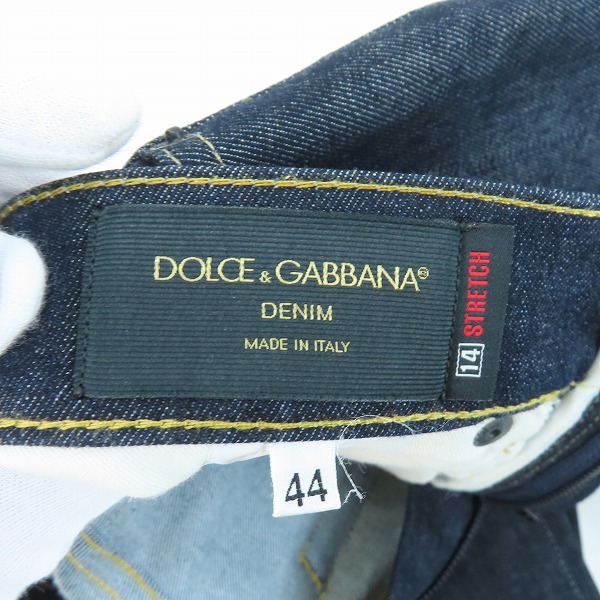 DOLCE & GABBANA®
DENIM
MADE IN ITALY
14 STRETCH
44